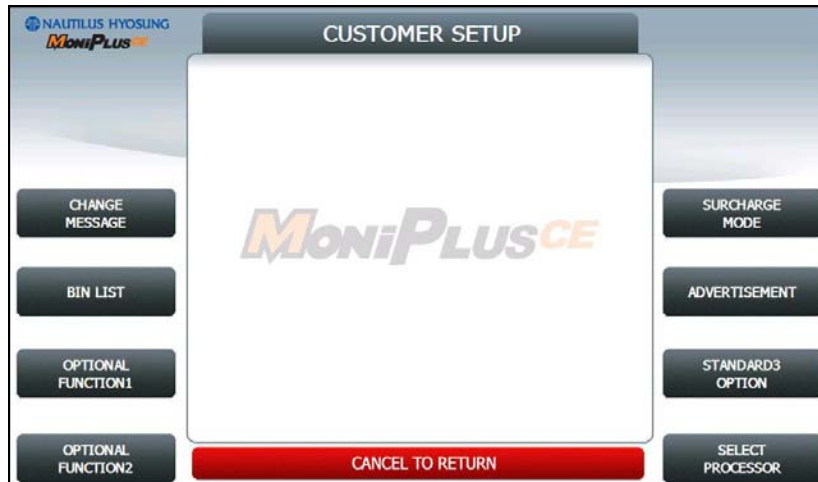 NAUTILUS HYOSUNG
MONiPLUSCE
CUSTOMER SETUP
CHANGE
MESSAGE
SURCHARGE
MODE
MONiPLUSCE
BIN LIST
ADVERTISEMENT
OPTIONAL
FUNCTION1
STANDARD3
OPTION
OPTIONAL
FUNCTION2
CANCEL TO RETURN
SELECT
PROCESSOR